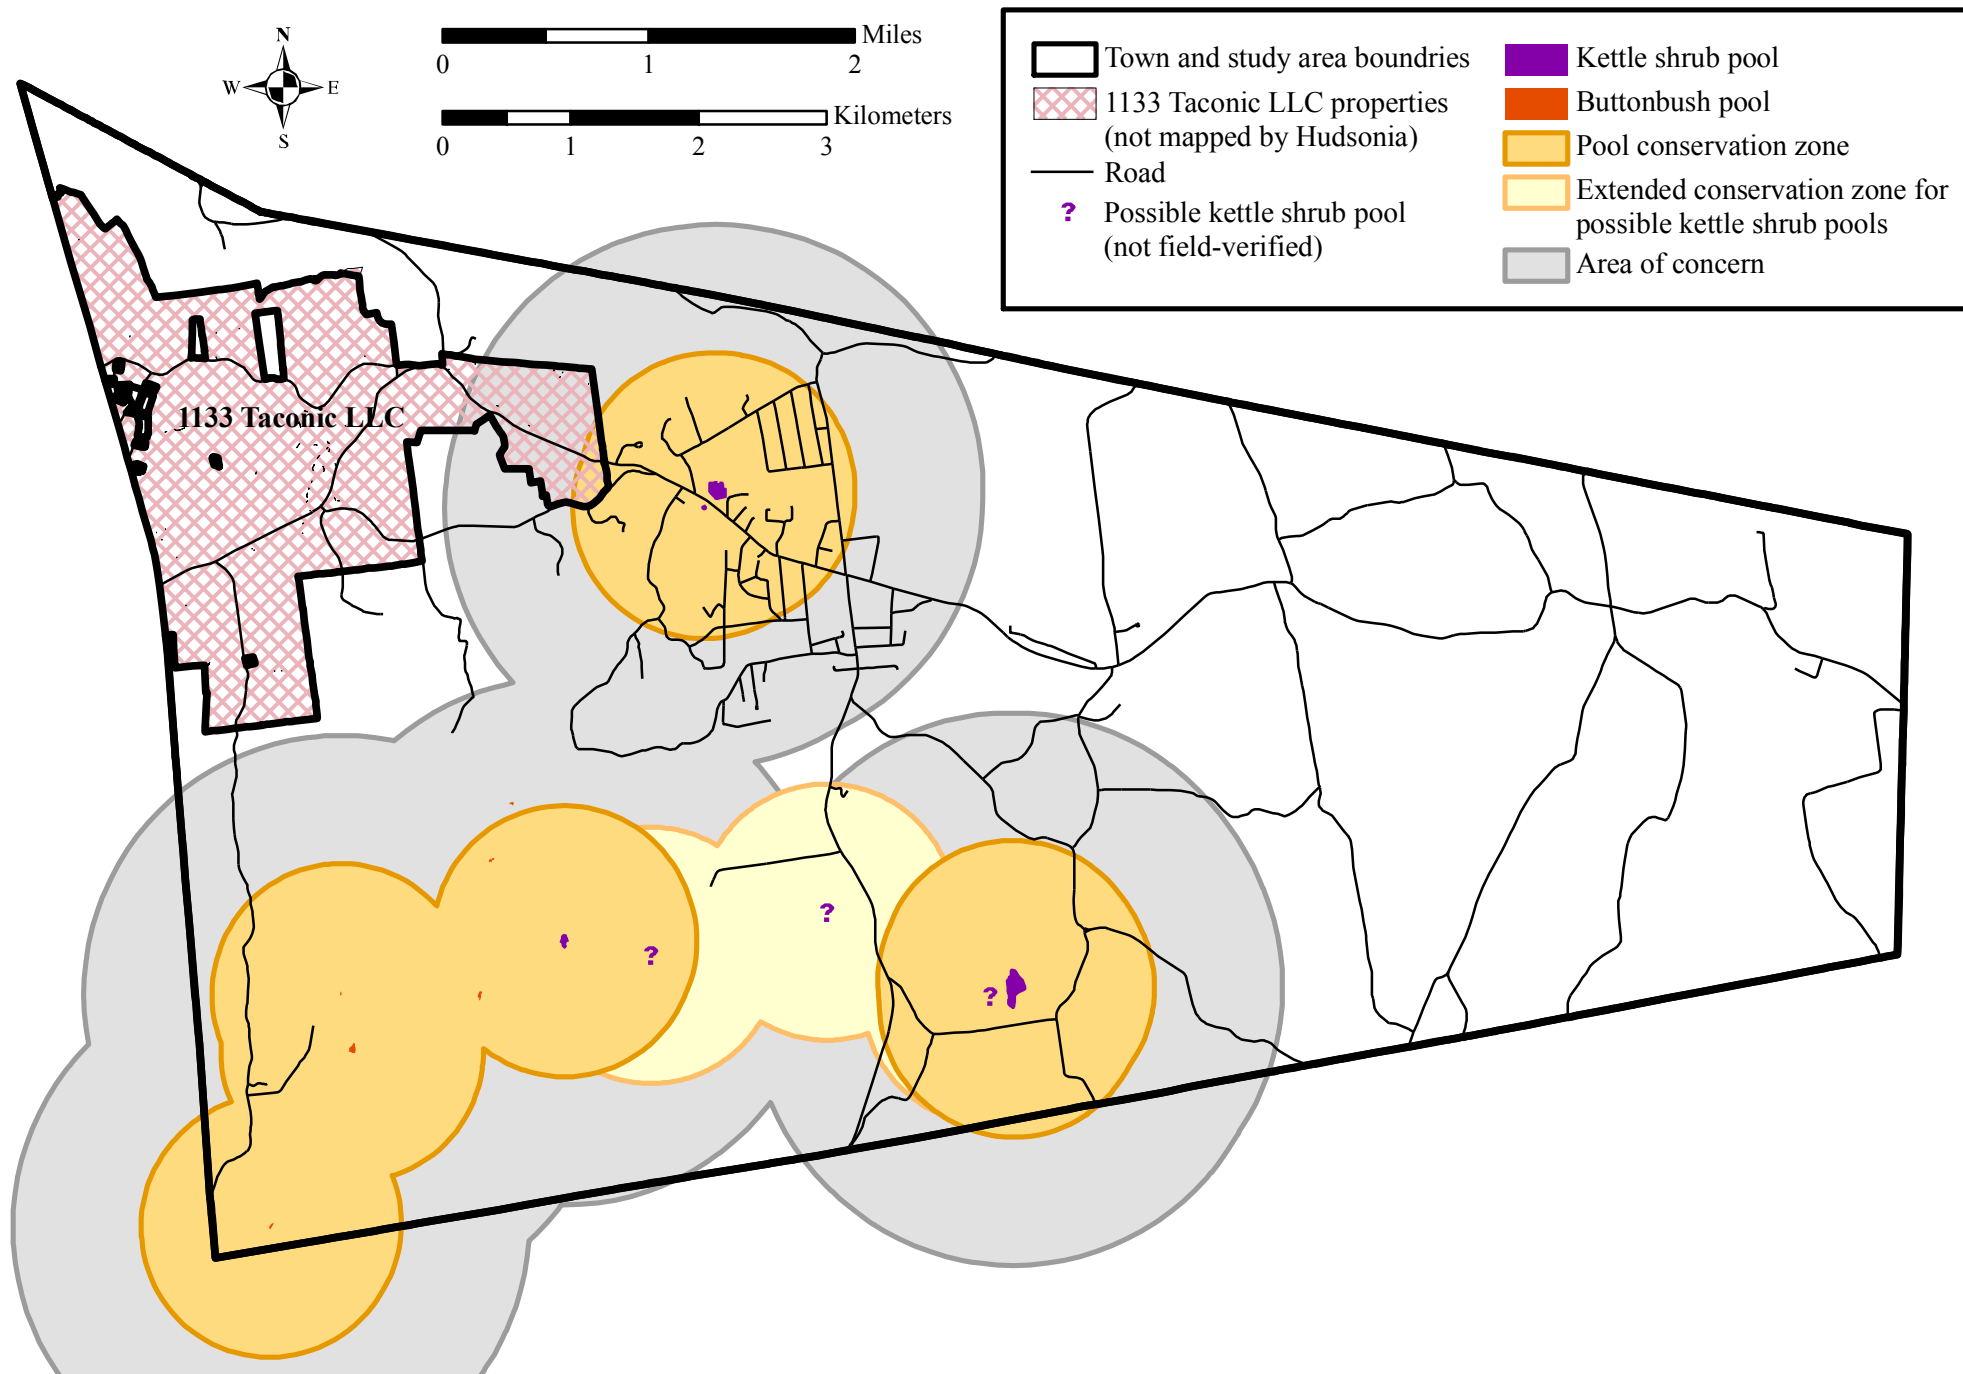 N
W
E
S
Miles
0 1 2
Kilometers
0 1 2 3
Town and study area boundries
1133 Taconic LLC properties
(not mapped by Hudsonia)
Road
? Possible kettle shrub pool
(not field-verified)
Kettle shrub pool
Buttonbush pool
Pool conservation zone
Extended conservation zone for
possible kettle shrub pools
Area of concern
1133 Taconic LLC
?
?
?